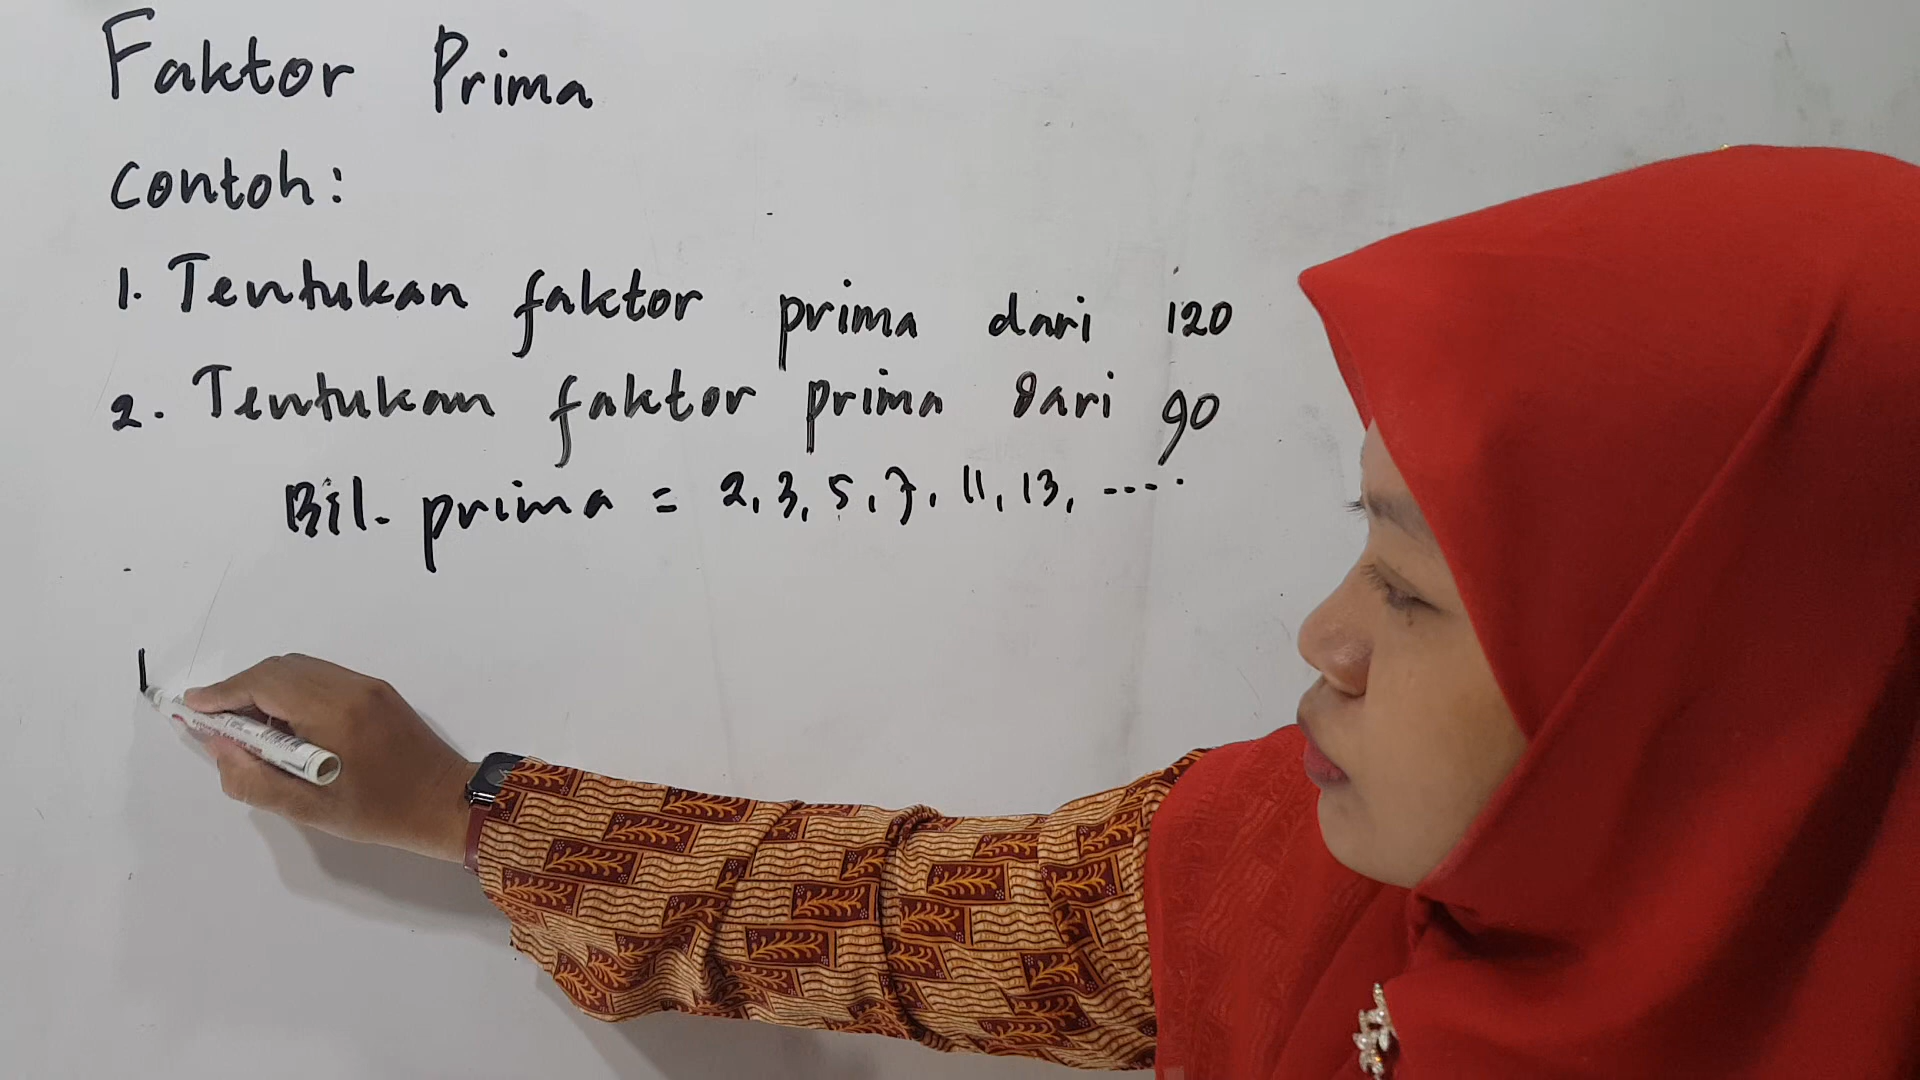 Faktor Prima
Contoh:
1. Tentukan faktor prima dari 120
2. Tentukan faktor prima dari 90
Bil. prima = 2, 3, 5, 7, 11, 13, ....